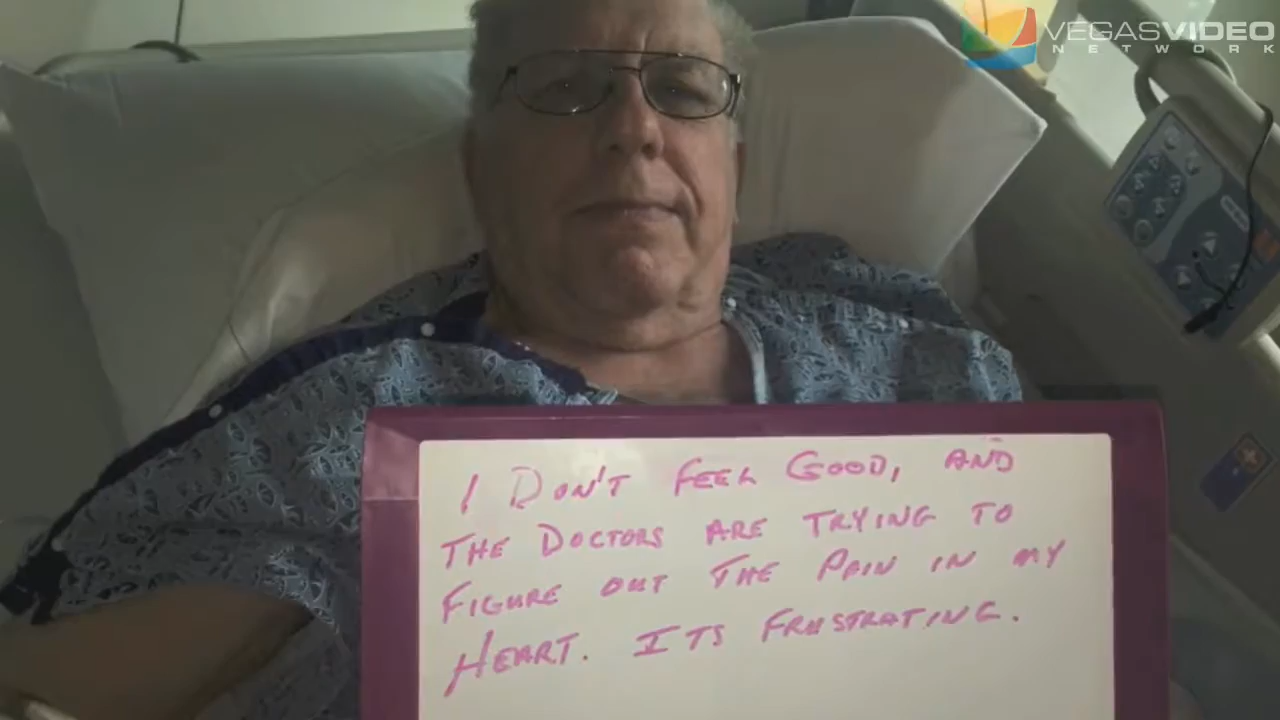 VEGASVIDEO
NETWORK
I DON'T FEEL GOOD, AND
THE DOCTORS ARE TRYING TO
FIGURE OUT THE PAIN IN MY
HEART. ITS FRUSTRATING.